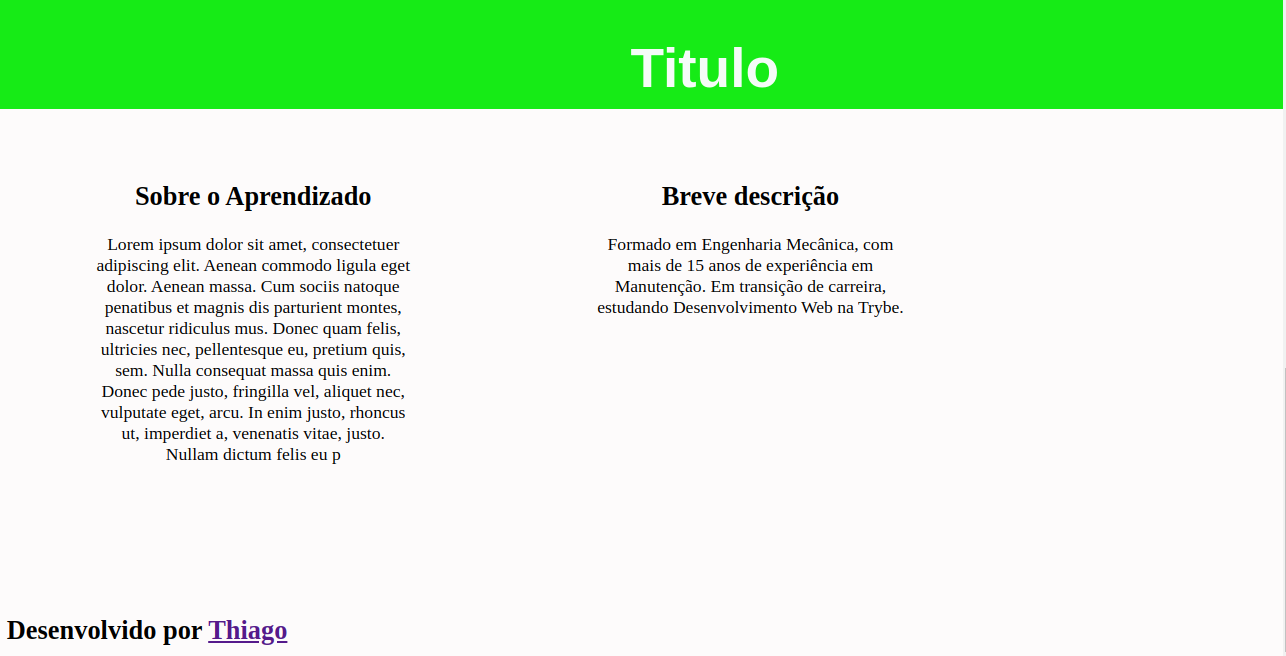 Titulo
Sobre o Aprendizado
Lorem ipsum dolor sit amet, consectetuer
adipiscing elit. Aenean commodo ligula eget
dolor. Aenean massa. Cum sociis natoque
penatibus et magnis dis parturient montes,
nascetur ridiculus mus. Donec quam felis,
ultricies nec, pellentesque eu, pretium quis,
sem. Nulla consequat massa quis enim.
Donec pede justo, fringilla vel, aliquet nec,
vulputate eget, arcu. In enim justo, rhoncus
ut, imperdiet a, venenatis vitae, justo.
Nullam dictum felis eu p
Breve descrição
Formado em Engenharia Mecânica, com
mais de 15 anos de experiência em
Manutenção. Em transição de carreira,
estudando Desenvolvimento Web na Trybe.
Desenvolvido por Thiago